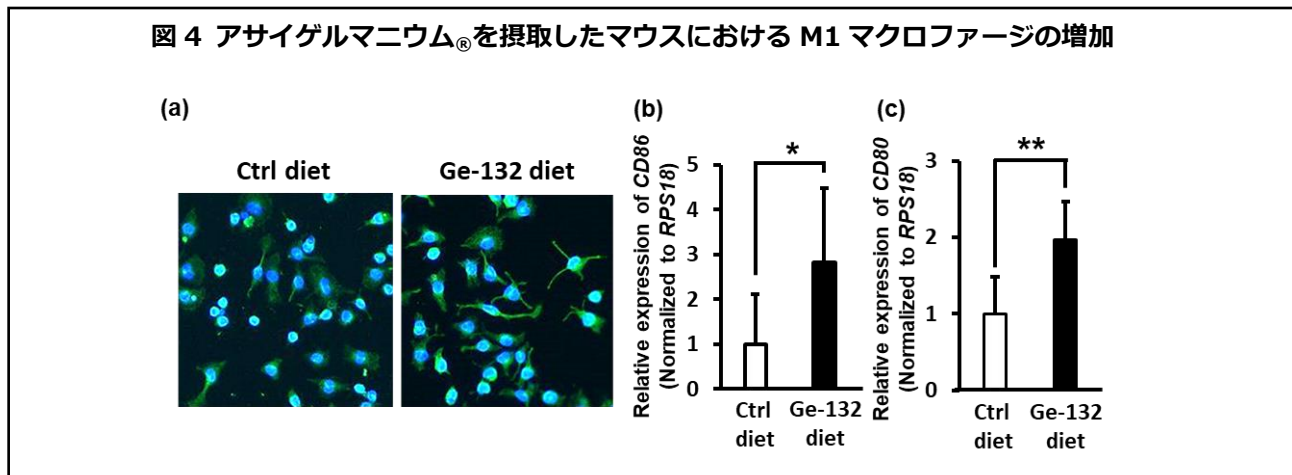 図 4 アサイゲルマニウム®を摂取したマウスにおける M1 マクロファージの増加
(a)
Ctrl diet
Ge-132 diet
(b)
Relative expression of CD86
(Normalized to RPS18)
5
4
3
2
1
0
*
Ctrl
diet
Ge-132
diet
(c)
Relative expression of CD80
(Normalized to RPS18)
3
2
1
0
**
Ctrl
diet
Ge-132
diet